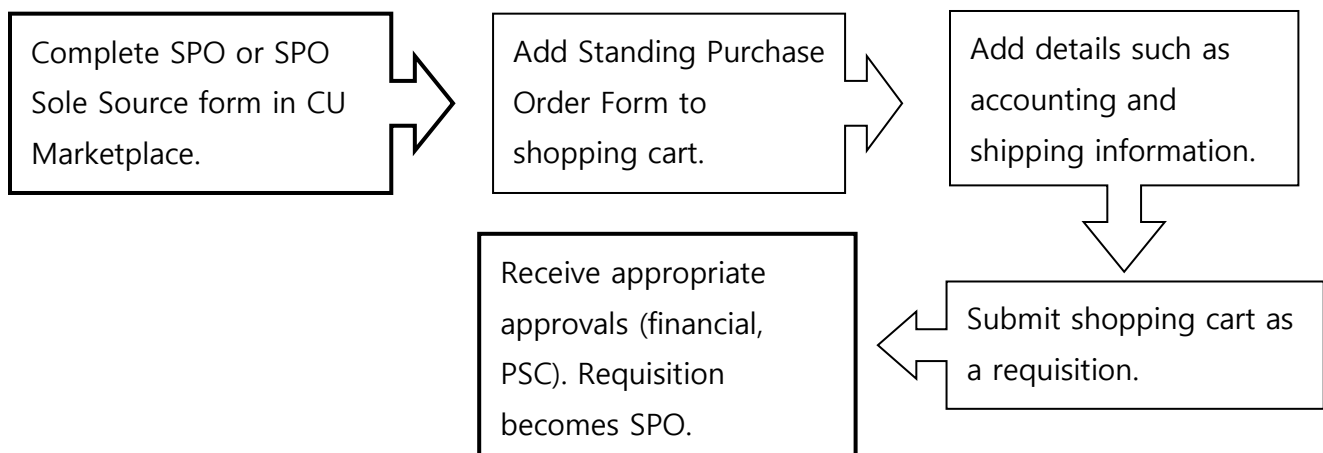 Complete SPO or SPO
Sole Source form in CU
Marketplace.
Add Standing Purchase
Order Form to
shopping cart.
Add details such as
accounting and
shipping information.
Submit shopping cart as
a requisition.
Receive appropriate
approvals (financial,
PSC). Requisition
becomes SPO.